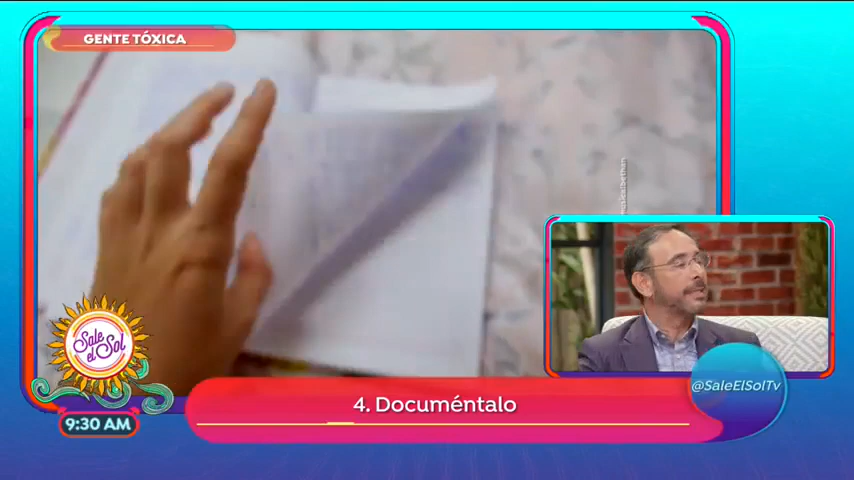 GENTE TÓXICA
Sale
el Sol
9:30 AM
4. Documéntalo
@SaleElSolTv